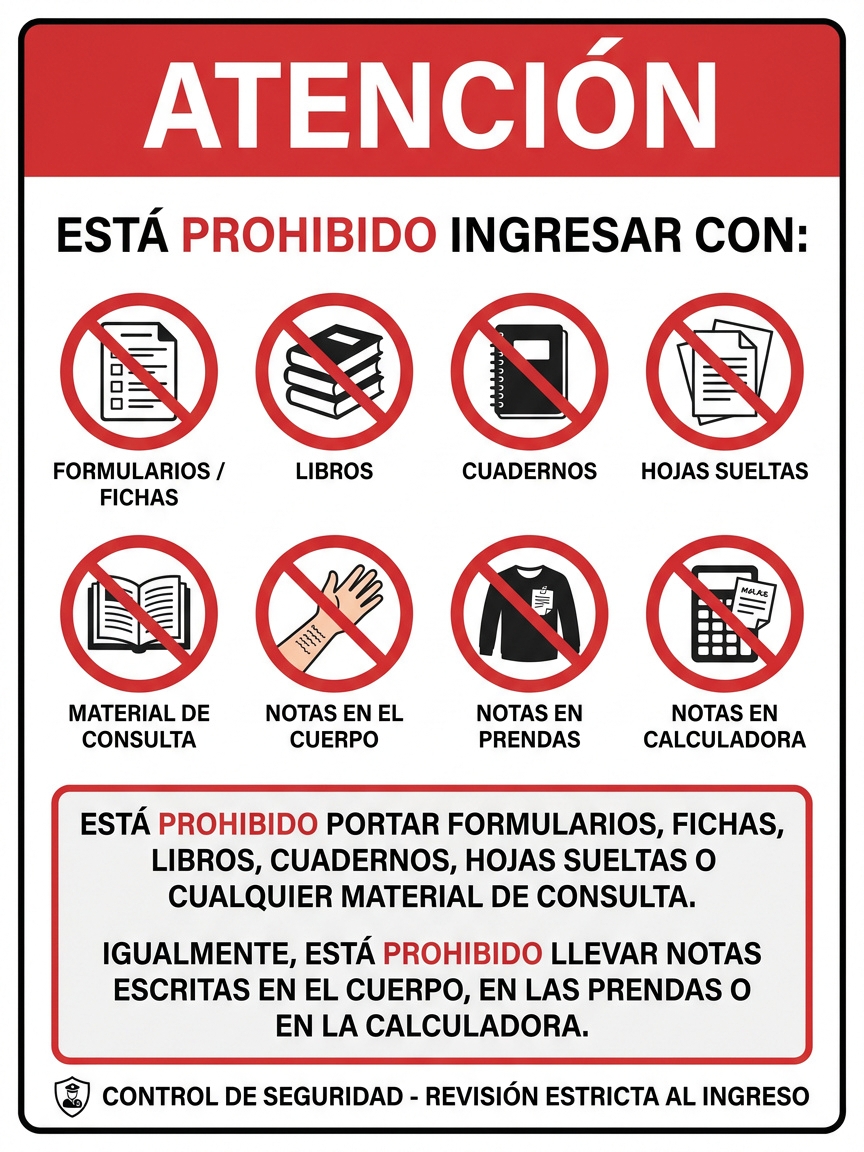 ATENCIÓN
ESTÁ PROHIBIDO INGRESAR CON:
FORMULARIOS /
FICHAS
LIBROS
CUADERNOS
HOJAS SUELTAS
MATERIAL DE
CONSULTA
NOTAS EN EL
CUERPO
NOTAS EN
PRENDAS
NOTAS EN
CALCULADORA
ESTÁ PROHIBIDO PORTAR FORMULARIOS, FICHAS,
LIBROS, CUADERNOS, HOJAS SUELTAS O
CUALQUIER MATERIAL DE CONSULTA.
IGUALMENTE, ESTÁ PROHIBIDO LLEVAR NOTAS
ESCRITAS EN EL CUERPO, EN LAS PRENDAS O
EN LA CALCULADORA.
CONTROL DE SEGURIDAD - REVISIÓN ESTRICTA AL INGRESO